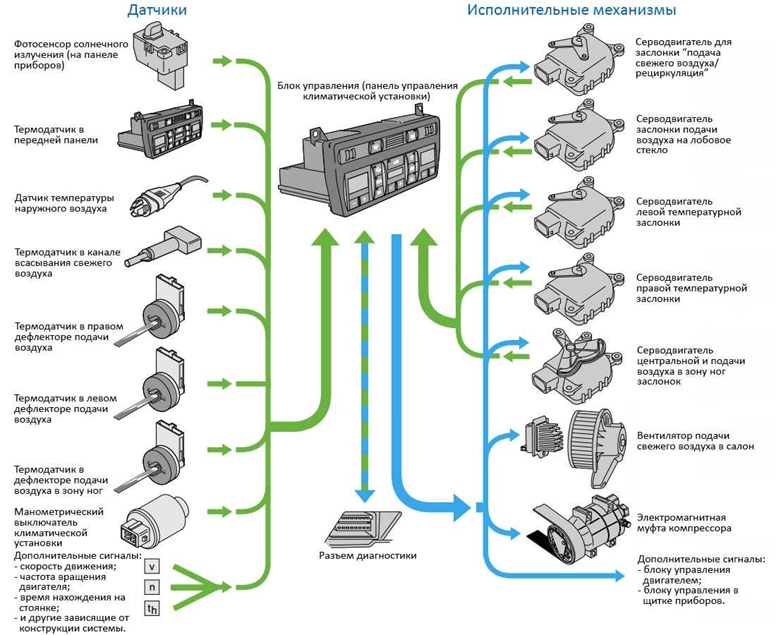 Датчики
Фотосенсор солнечного
излучения (на панеле
приборов)
Термодатчик в
передней панели
Датчик температуры
наружного воздуха
Термодатчик в канале
всасывания свежего
воздуха
Термодатчик в правом
дефлекторе подачи
воздуха
Термодатчик в левом
дефлекторе подачи
воздуха
Термодатчик в
дефлекторе подачи
воздуха в зону ног
Манометрический
выключатель
климатической
установки
Дополнительные сигналы:
- скорость движения;
- частота вращения
двигателя;
- время нахождения на
стоянке;
- и другие зависящие от
конструкции системы.
v
n
th
Блок управления (панель управления
климатической установки)
Разъем диагностики
Исполнительные механизмы
Серводвигатель для
заслонки “подача
свежего воздуха/
рециркуляция”
Серводвигатель
заслонки подачи
воздуха на лобовое
стекло
Серводвигатель
левой температурной
заслонки
Серводвигатель
правой температурной
заслонки
Серводвигатель
центральной и подачи
воздуха в зону ног
заслонок
Вентилятор подачи
свежего воздуха в салон
Электромагнитная
муфта компрессора
Дополнительные сигналы:
- блоку управления
двигателем;
- блоку управления в
щитке приборов.